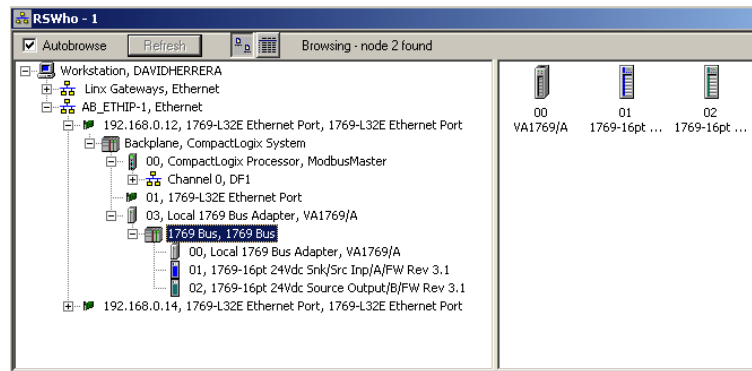 RSWho - 1
Autobrowse
Refresh
Browsing - node 2 found
Workstation, DAVIDHERRERA
Linx Gateways, Ethernet
AB_ETHIP-1, Ethernet
192.168.0.12, 1769-L32E Ethernet Port, 1769-L32E Ethernet Port
Backplane, CompactLogix System
00, CompactLogix Processor, ModbusMaster
Channel 0, DF1
01, 1769-L32E Ethernet Port
03, Local 1769 Bus Adapter, VA1769/A
1769 Bus, 1769 Bus
00, Local 1769 Bus Adapter, VA1769/A
01, 1769-16pt 24Vdc Snk/Src Inp/A/FW Rev 3.1
02, 1769-16pt 24Vdc Source Output/B/FW Rev 3.1
192.168.0.14, 1769-L32E Ethernet Port, 1769-L32E Ethernet Port
00
VA1769/A
01
1769-16pt ...
02
1769-16pt ...